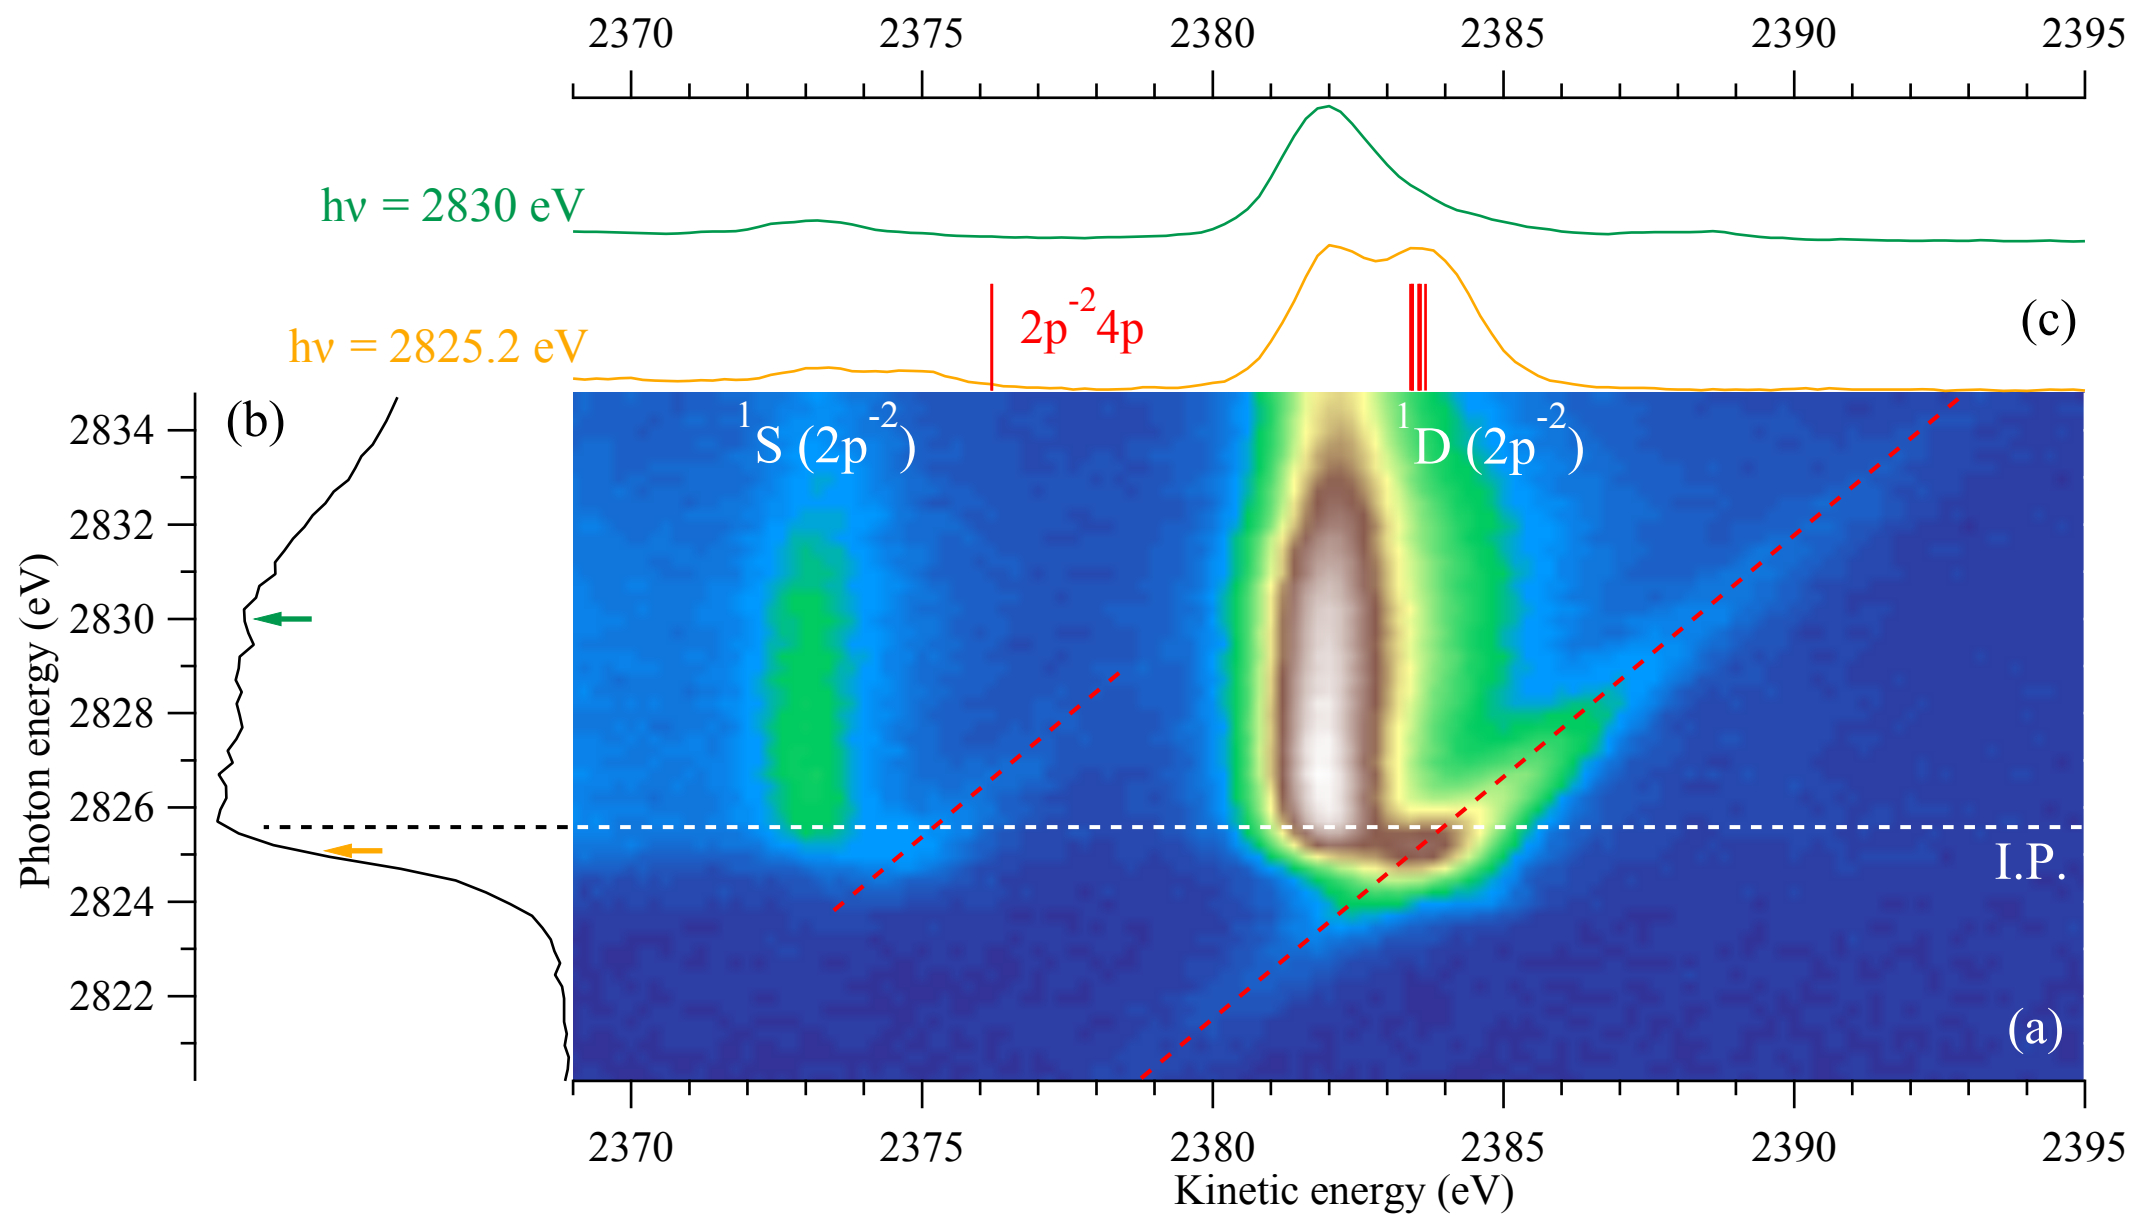 2370 2375 2380 2385 2390 2395
hν = 2830 eV
2p⁻²4p
(c)
hν = 2825.2 eV
(b)
¹S (2p⁻²)
¹D (2p⁻²)
2834
2832
2830
2828
2826
2824
2822
Photon energy (eV)
I.P.
(a)
2370 2375 2380 2385 2390 2395
Kinetic energy (eV)